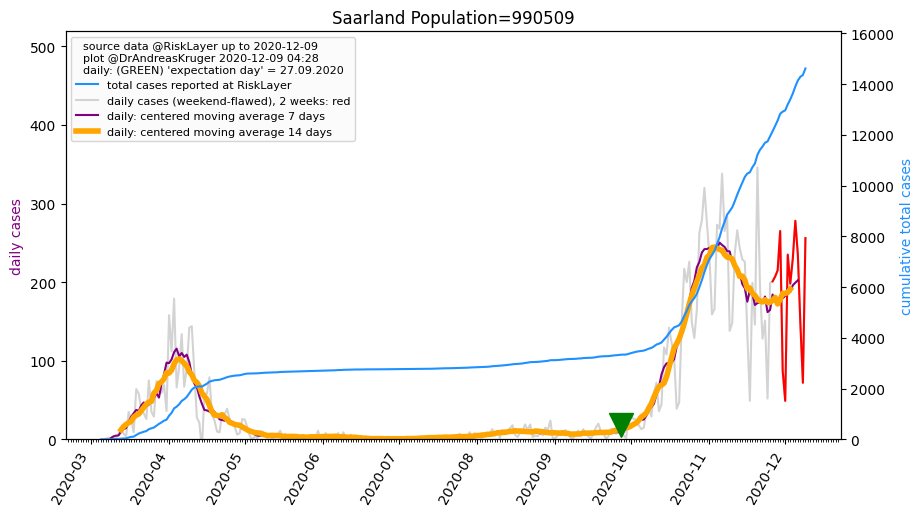 Saarland Population=990509
source data @RiskLayer up to 2020-12-09
plot @DrAndreasKruger 2020-12-09 04:28
daily: (GREEN) 'expectation day' = 27.09.2020
total cases reported at RiskLayer
daily cases (weekend-flawed), 2 weeks: red
daily: centered moving average 7 days
daily: centered moving average 14 days
daily cases
500
400
300
200
100
0
cumulative total cases
16000
14000
12000
10000
8000
6000
4000
2000
0
2020-03
2020-04
2020-05
2020-06
2020-07
2020-08
2020-09
2020-10
2020-11
2020-12